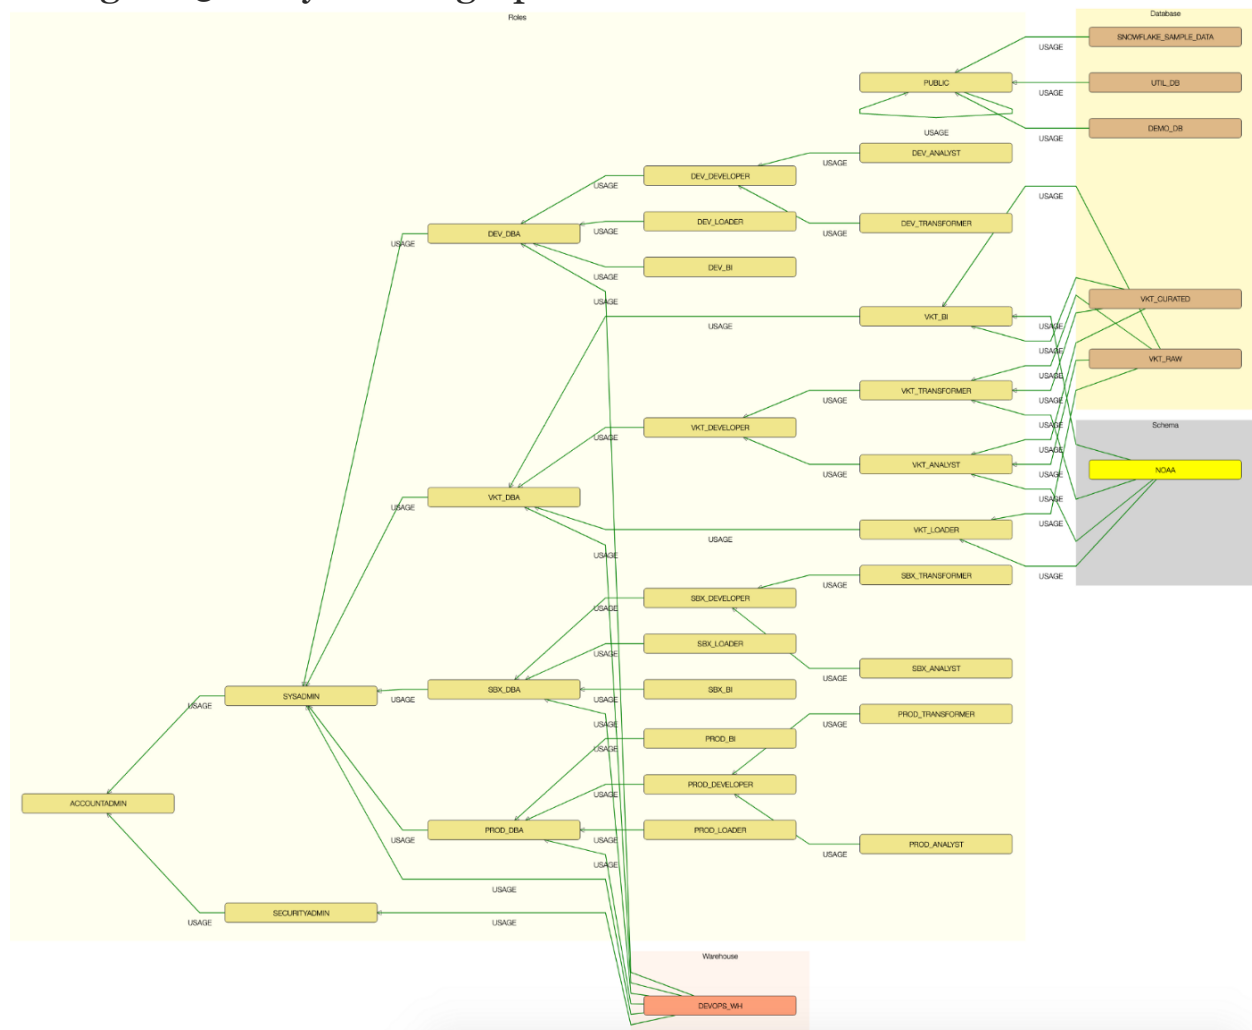 Roles
Database
SNOWFLAKE_SAMPLE_DATA
USAGE
PUBLIC
USAGE
UTIL_DB
USAGE
USAGE
DEMO_DB
DEV_ANALYST
USAGE
DEV_DEVELOPER
USAGE
USAGE
DEV_LOADER
USAGE
DEV_TRANSFORMER
USAGE
DEV_DBA
USAGE
DEV_BI
USAGE
USAGE
VKT_CURATED
VKT_BI
USAGE
USAGE
USAGE
VKT_RAW
USAGE
VKT_TRANSFORMER
USAGE
USAGE
Schema
VKT_DEVELOPER
USAGE
USAGE
USAGE
VKT_ANALYST
USAGE
NOAA
USAGE
VKT_DBA
USAGE
USAGE
VKT_LOADER
USAGE
USAGE
USAGE
SBX_TRANSFORMER
USAGE
USAGE
SBX_DEVELOPER
USAGE
SBX_LOADER
USAGE
SBX_ANALYST
USAGE
SYSADMIN
USAGE
SBX_DBA
USAGE
USAGE
SBX_BI
PROD_TRANSFORMER
USAGE
USAGE
PROD_BI
USAGE
PROD_DEVELOPER
USAGE
ACCOUNTADMIN
PROD_DBA
USAGE
USAGE
PROD_LOADER
PROD_ANALYST
USAGE
USAGE
USAGE
SECURITYADMIN
USAGE
USAGE
Warehouse
DEVOPS_WH